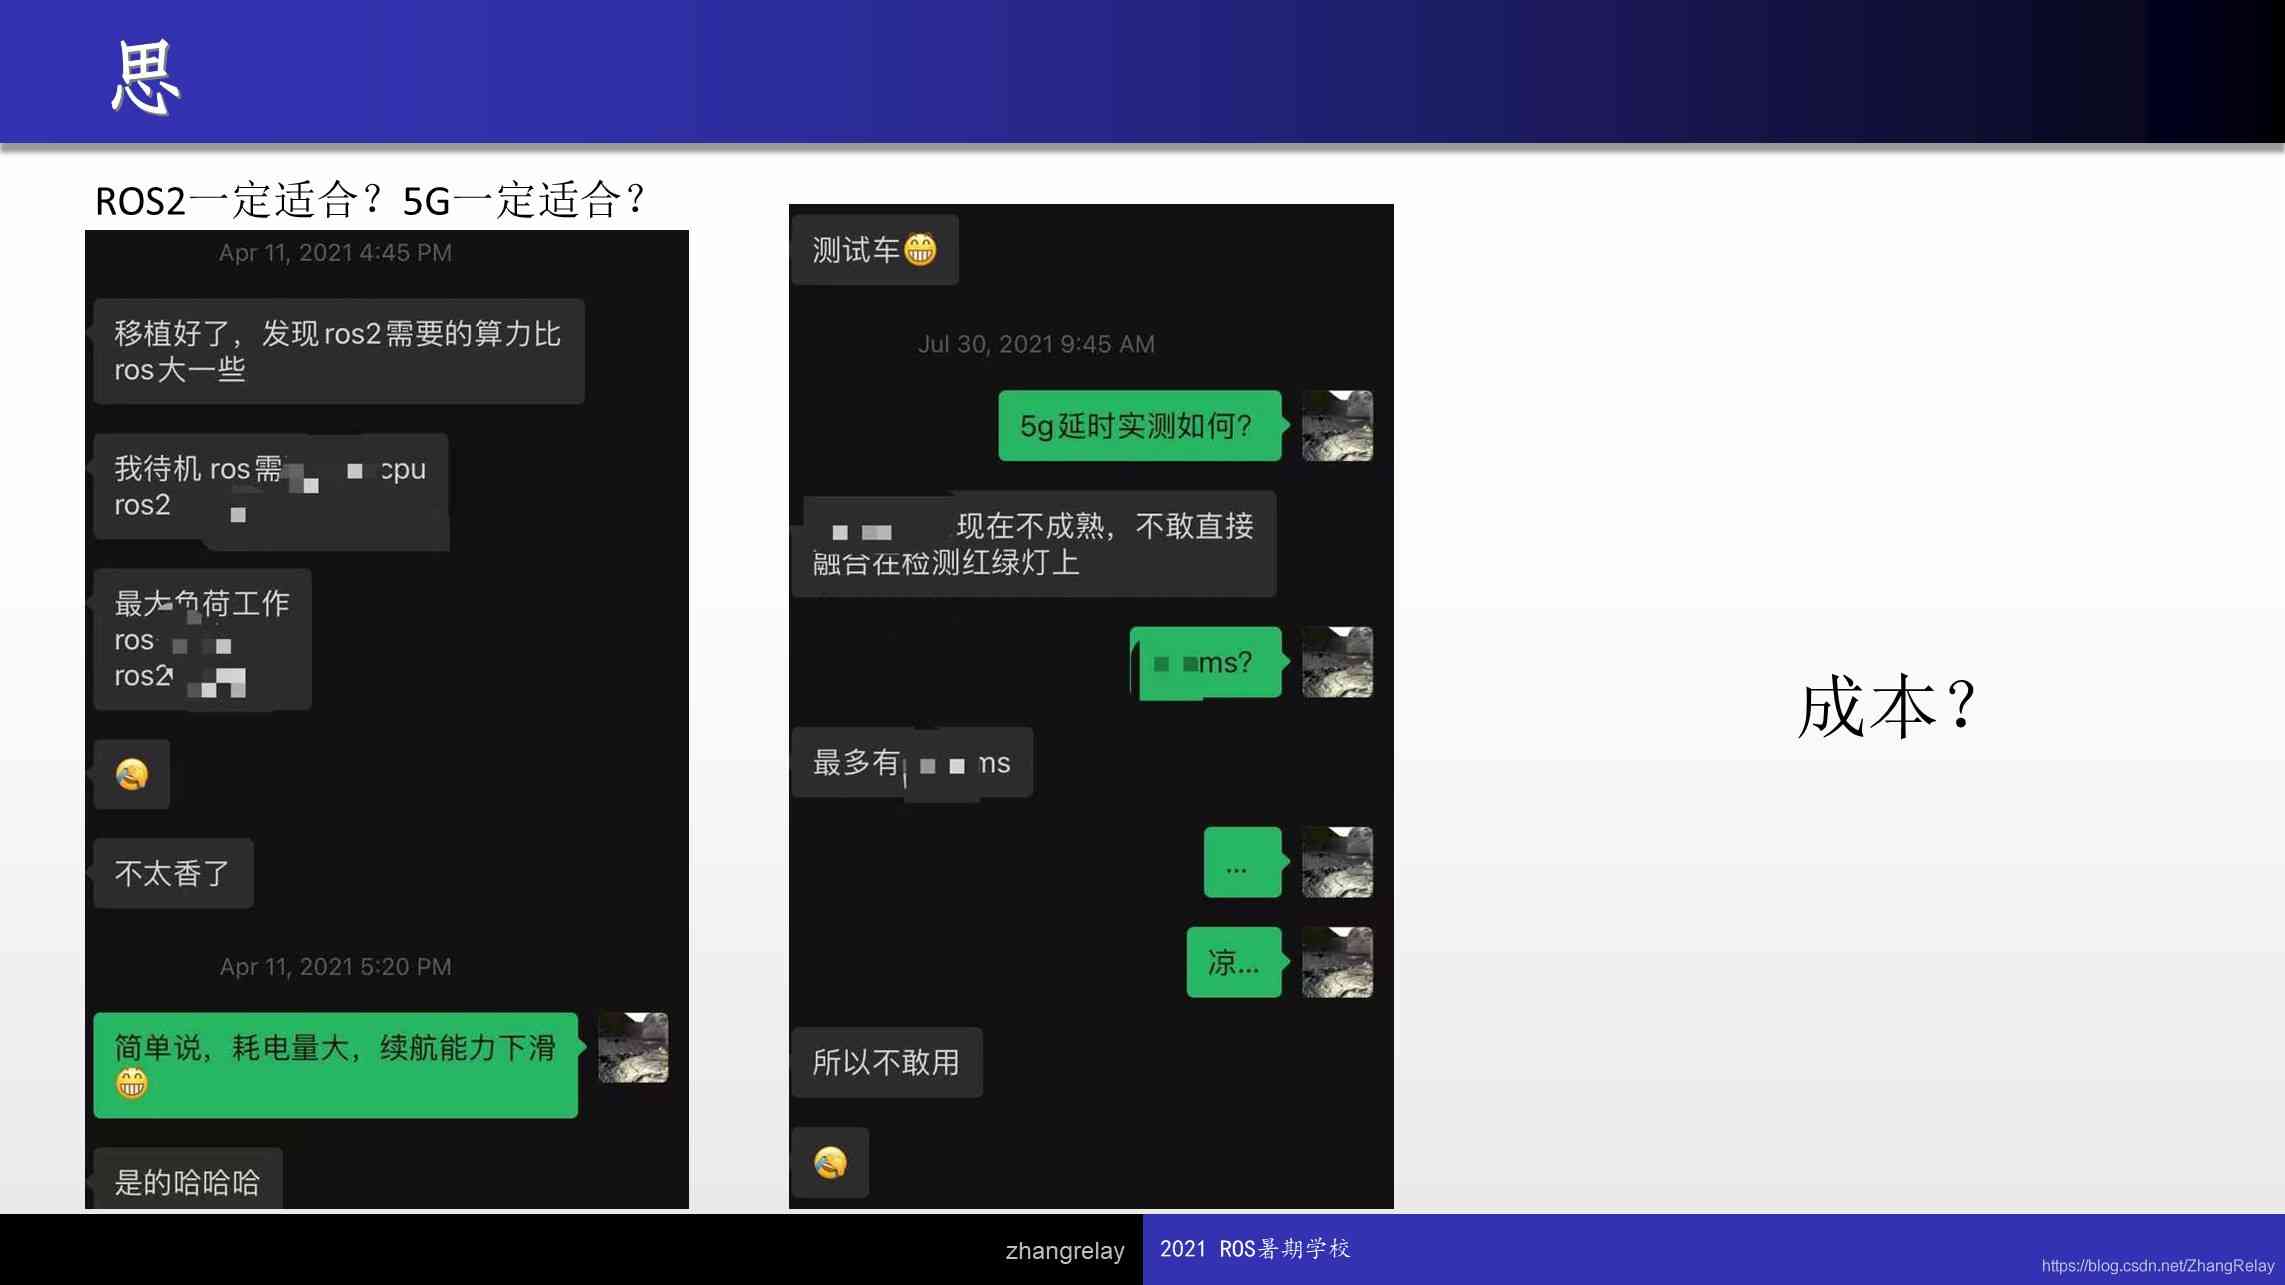 思
ROS2一定适合？5G一定适合？
Apr 11, 2021 4:45 PM
移植好了，发现ros2需要的算力比
ros大一些
我待机 ros需 cpu
ros2
最大负荷工作
ros
ros2
不太香了
Apr 11, 2021 5:20 PM
简单说，耗电量大，续航能力下滑
😁
是的哈哈哈
测试车😁
Jul 30, 2021 9:45 AM
5g延时实测如何?
现在不成熟，不敢直接
融合在检测红绿灯上
ms?
最多有 ms
...
凉...
所以不敢用
成本？
zhangrelay
2021 ROS暑期学校
https://blog.csdn.net/ZhangRelay